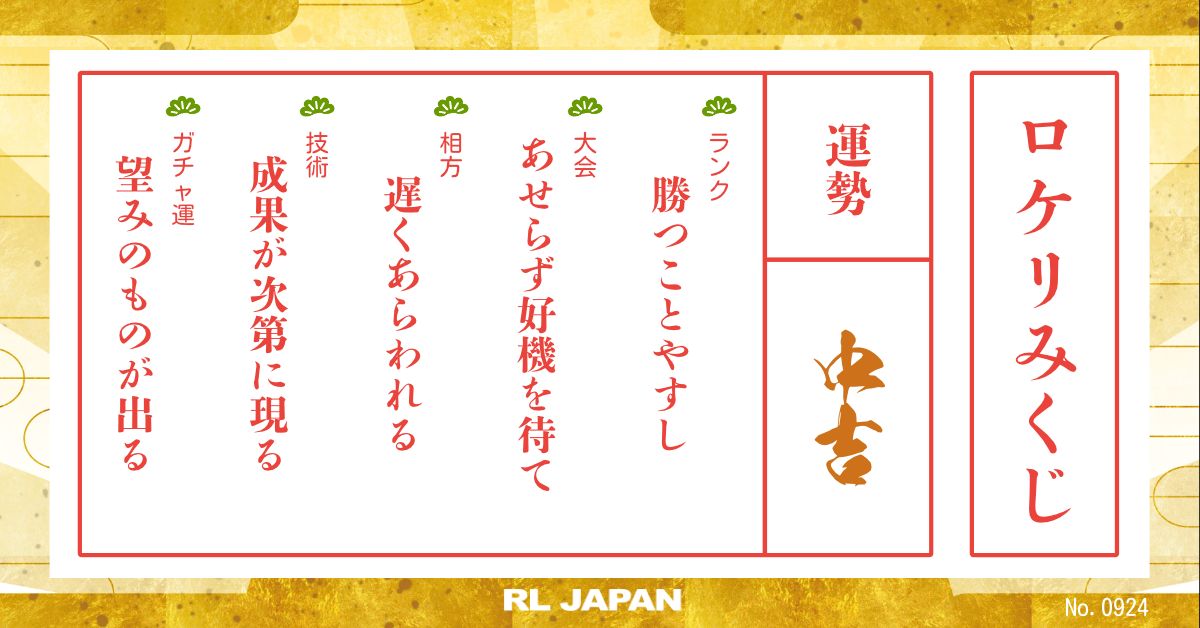 ロケリみくじ
運勢
中吉
ランク
勝つことやすし
大会
あせらず好機を待て
相方
遅くあらわれる
技術
成果が次第に現る
ガチャ運
望みのものが出る
RL JAPAN
No. 0924